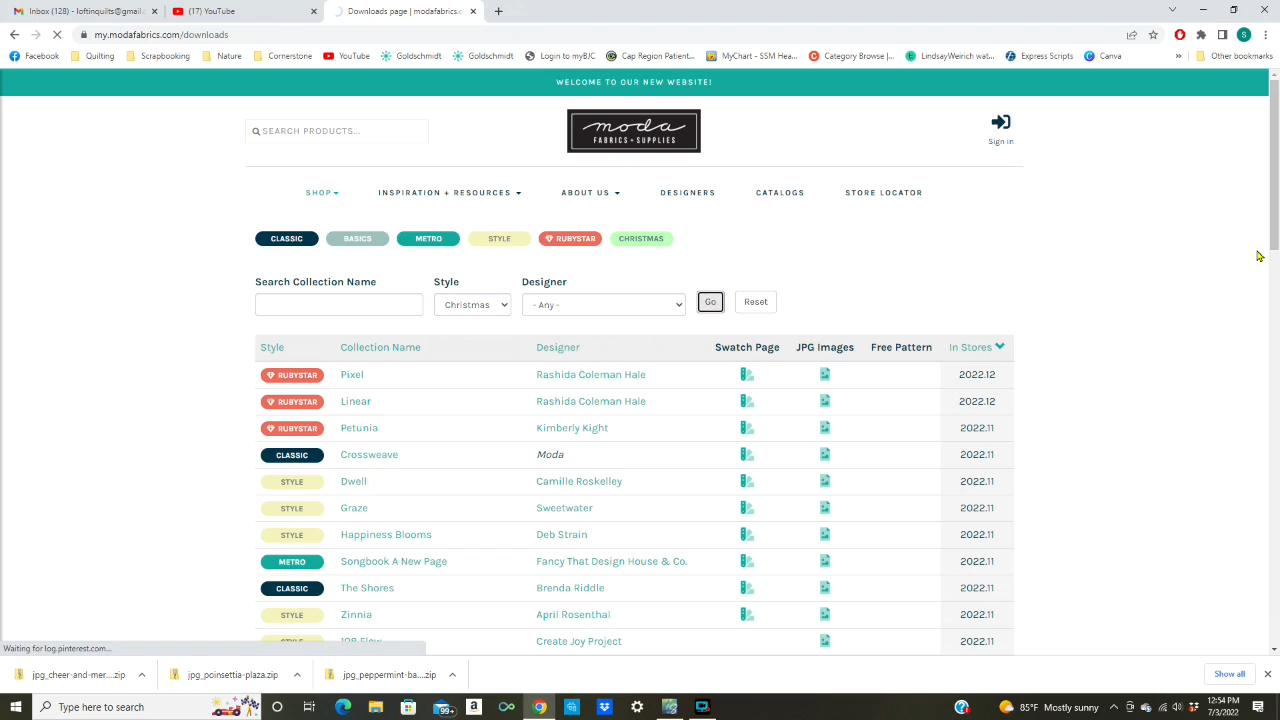 Inbox (128) - loftinquilts@gmail
YouTube (17)
Downloads page | modafabrics.c
my.modafabrics.com/downloads
S
Facebook Quilting Scrapbooking Nature Cornerstone YouTube Goldschmidt Goldschmidt Login to myBJC Cap Region Patient... MyChart - SSM Hea... Category Browse |... LindsayWeirich wat... Express Scripts Canva » Other bookmarks
WELCOME TO OUR NEW WEBSITE!
SEARCH PRODUCTS...
moda
FABRICS + SUPPLIES
Sign in
SHOP INSPIRATION + RESOURCES ABOUT US DESIGNERS CATALOGS STORE LOCATOR
CLASSIC BASICS METRO STYLE RUBYSTAR CHRISTMAS
Search Collection Name Style Designer
Christmas - Any - Go Reset
Style Collection Name Designer Swatch Page JPG Images Free Pattern In Stores
RUBYSTAR Pixel Rashida Coleman Hale 2022.12
RUBYSTAR Linear Rashida Coleman Hale 2022.12
RUBYSTAR Petunia Kimberly Kight 2022.11
CLASSIC Crossweave Moda 2022.11
STYLE Dwell Camille Roskelley 2022.11
STYLE Graze Sweetwater 2022.11
STYLE Happiness Blooms Deb Strain 2022.11
METRO Songbook A New Page Fancy That Design House & Co. 2022.11
CLASSIC The Shores Brenda Riddle 2022.11
STYLE Zinnia April Rosenthal 2022.11
STYLE 108 Flow Create Joy Project 2022.11
Waiting for log.pinterest.com...
jpg_cheer-and-mer....zip jpg_poinsettia-plaza.zip jpg_peppermint-ba....zip Show all
Type here to search
99+
85°F Mostly sunny
12:54 PM
7/3/2022